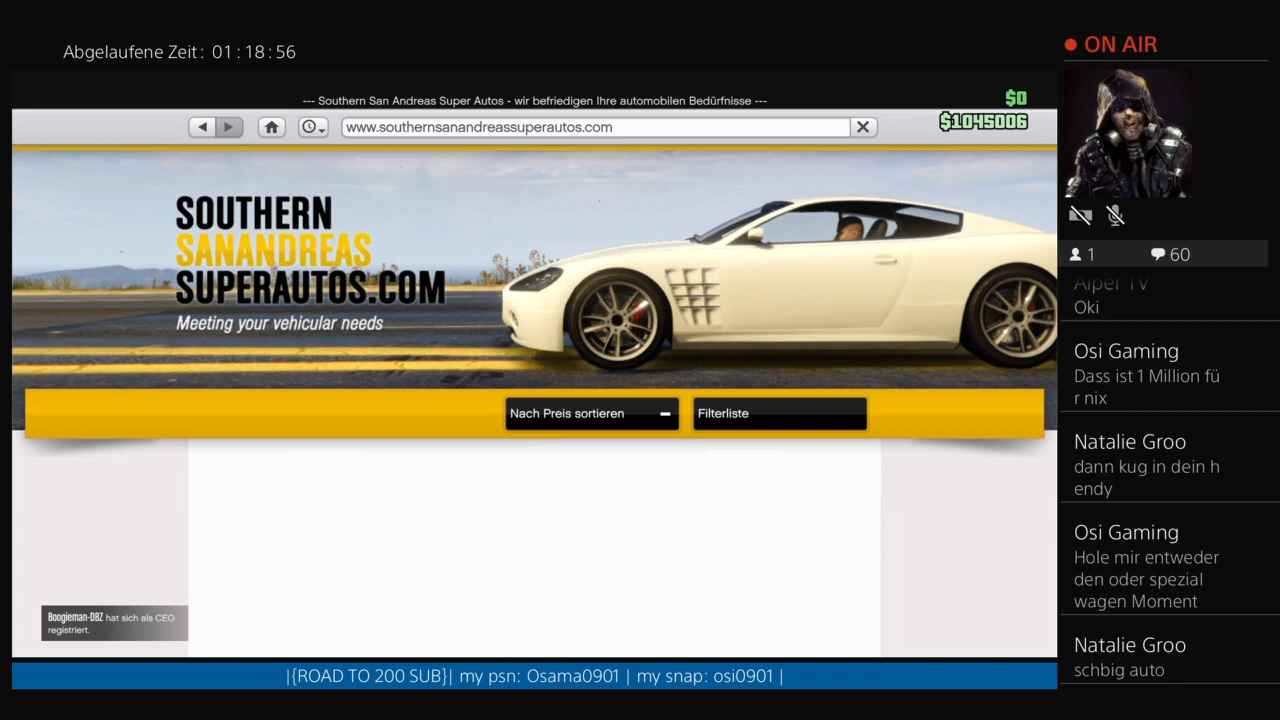 Abgelaufene Zeit: 01:18:56
ON AIR
--- Southern San Andreas Super Autos - wir befriedigen Ihre automobilen Bedürfnisse ---
$0
$1045006
www.southernsanandreassuperautos.com
SOUTHERN
SANANDREAS
SUPERAUTOS.COM
Meeting your vehicular needs
Nach Preis sortieren
Filterliste
Boogieman-DBZ hat sich als CEO
registriert.
|{ROAD TO 200 SUB}| my psn: Osama0901 | my snap: osi0901 |
1
60
Alper TV
Oki
Osi Gaming
Dass ist 1 Million fü
r nix
Natalie Groo
dann kug in dein h
endy
Osi Gaming
Hole mir entweder
den oder spezial
wagen Moment
Natalie Groo
schbig auto